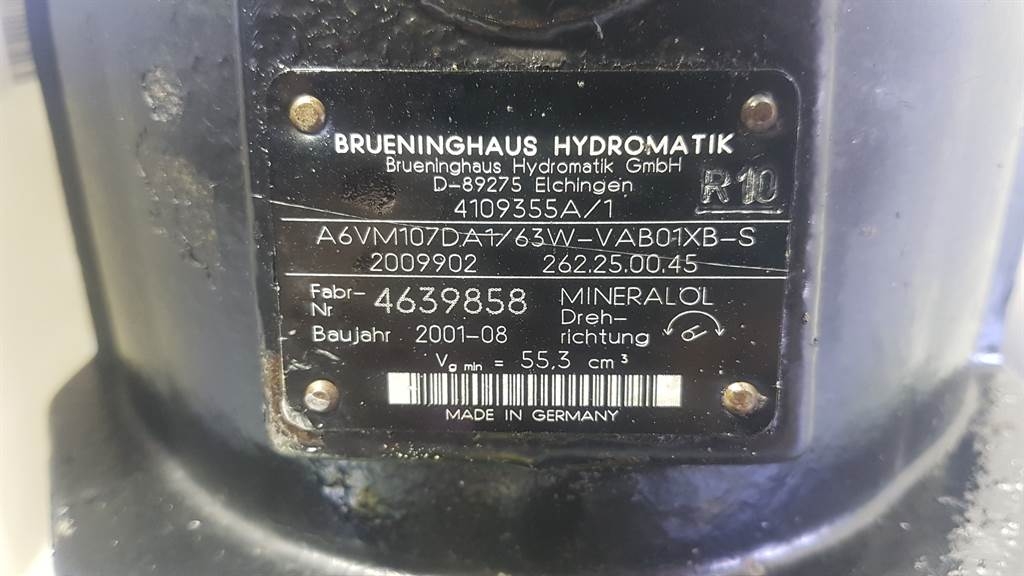 BRUENINGHAUS HYDROMATIK
Brueninghaus Hydromatik GmbH
D-89275 Elchingen
R10
4109355A/1
A6VM107DA1/63W-VAB01XB-S
2009902 262.25.00.45
Fabr-Nr 4639858 MINERALÖL
Baujahr 2001-08 Dreh-richtung
Vg min = 55,3 cm³
MADE IN GERMANY